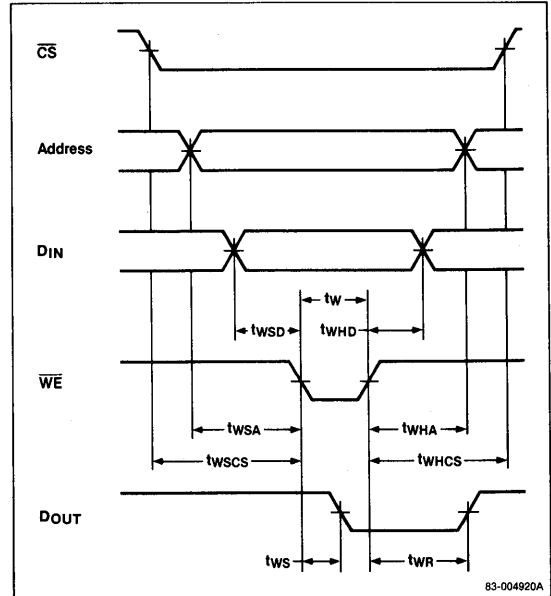 CS
Address
DIN
tW
tWSD
tWHD
WE
tWSA
tWHA
tWSCS
tWHCS
DOUT
tWS
tWR
83-004920A